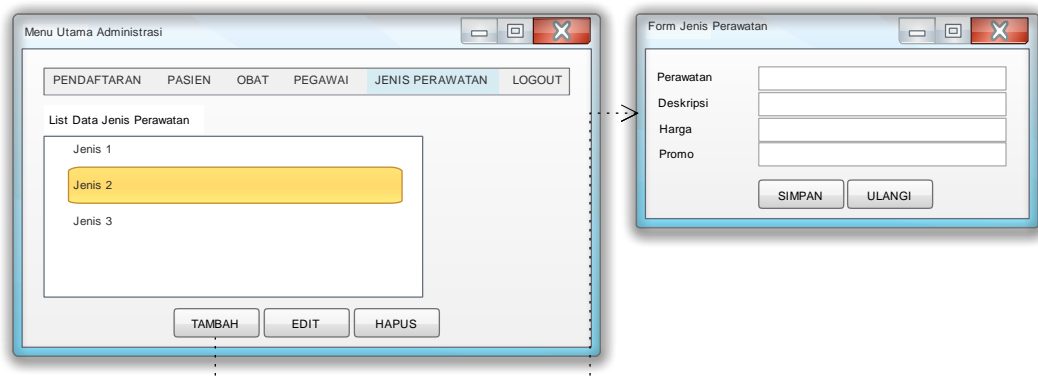 Menu Utama Administrasi
PENDAFTARAN PASIEN OBAT PEGAWAI JENIS PERAWATAN LOGOUT
List Data Jenis Perawatan
Jenis 1
Jenis 2
Jenis 3
TAMBAH EDIT HAPUS
Form Jenis Perawatan
Perawatan
Deskripsi
Harga
Promo
SIMPAN ULANGI